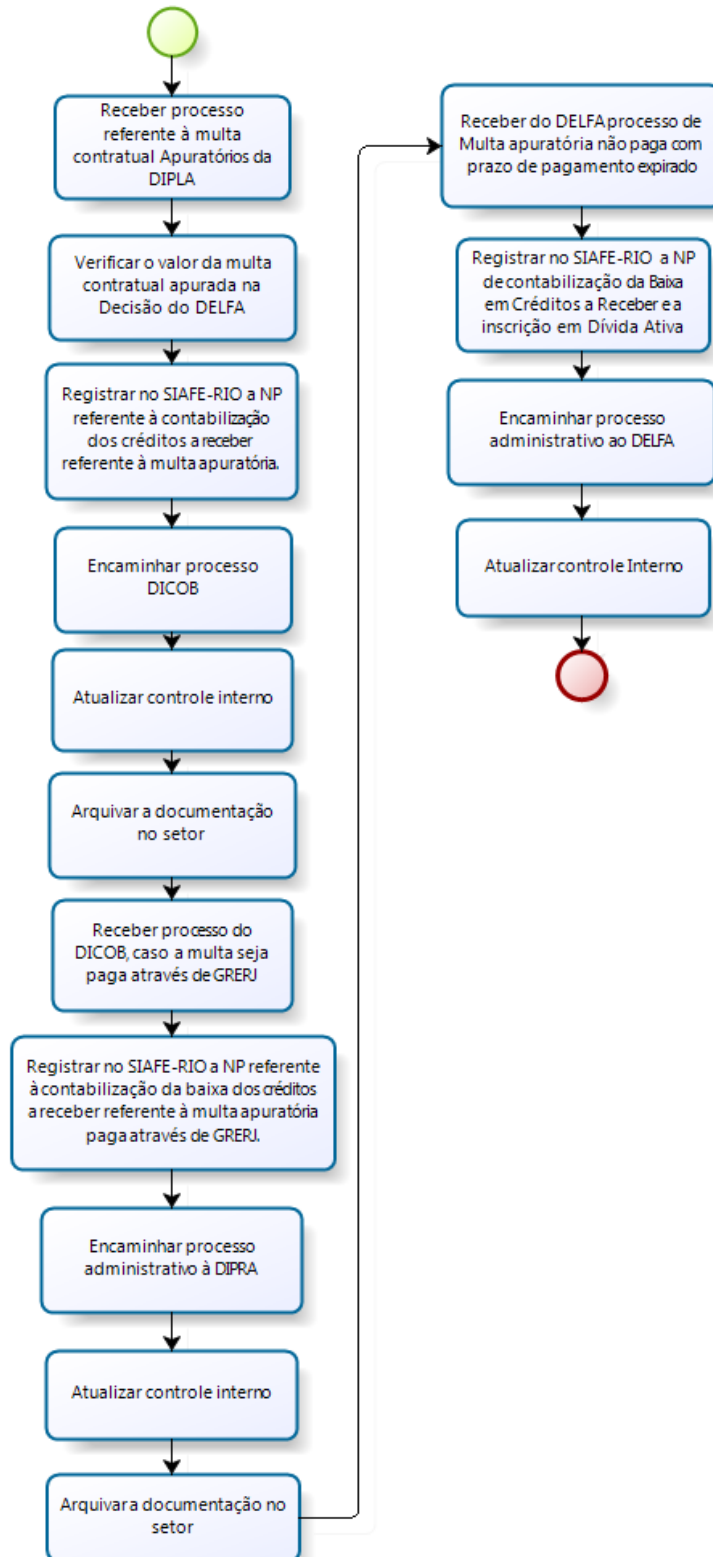 Receber processo
referente à multa
contratual Apuratórios da
DIPLA
Verificar o valor da multa
contratual apurada na
Decisão do DELFA
Registrar no SIAFE-RIO a NP
referente à contabilização
dos créditos a receber
referente à multa apuratória.
Encaminhar processo
DICOB
Atualizar controle interno
Arquivar a documentação
no setor
Receber processo do
DICOB, caso a multa seja
paga através de GRERJ
Registrar no SIAFE-RIO a NP referente
à contabilização da baixa dos créditos
a receber referente à multa apuratória
paga através de GRERJ.
Encaminhar processo
administrativo à DIPRA
Atualizar controle interno
Arquivar a documentação no
setor
Receber do DELFA processo de
Multa apuratória não paga com
prazo de pagamento expirado
Registrar no SIAFE-RIO a NP
de contabilização da Baixa
em Créditos a Receber e a
inscrição em Dívida Ativa
Encaminhar processo
administrativo ao DELFA
Atualizar controle Interno